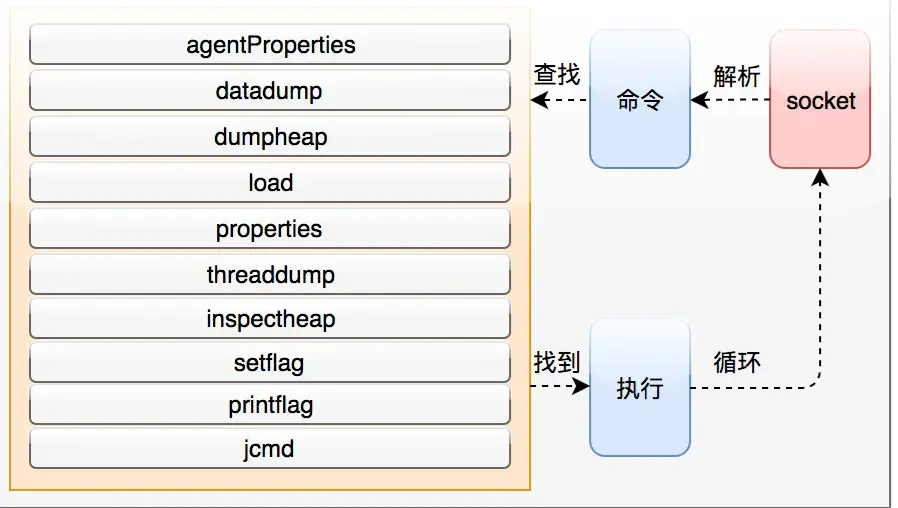 agentProperties
datadump
dumpheap
load
properties
threaddump
inspectheap
setflag
printflag
jcmd
查找
命令
解析
socket
找到
执行
循环